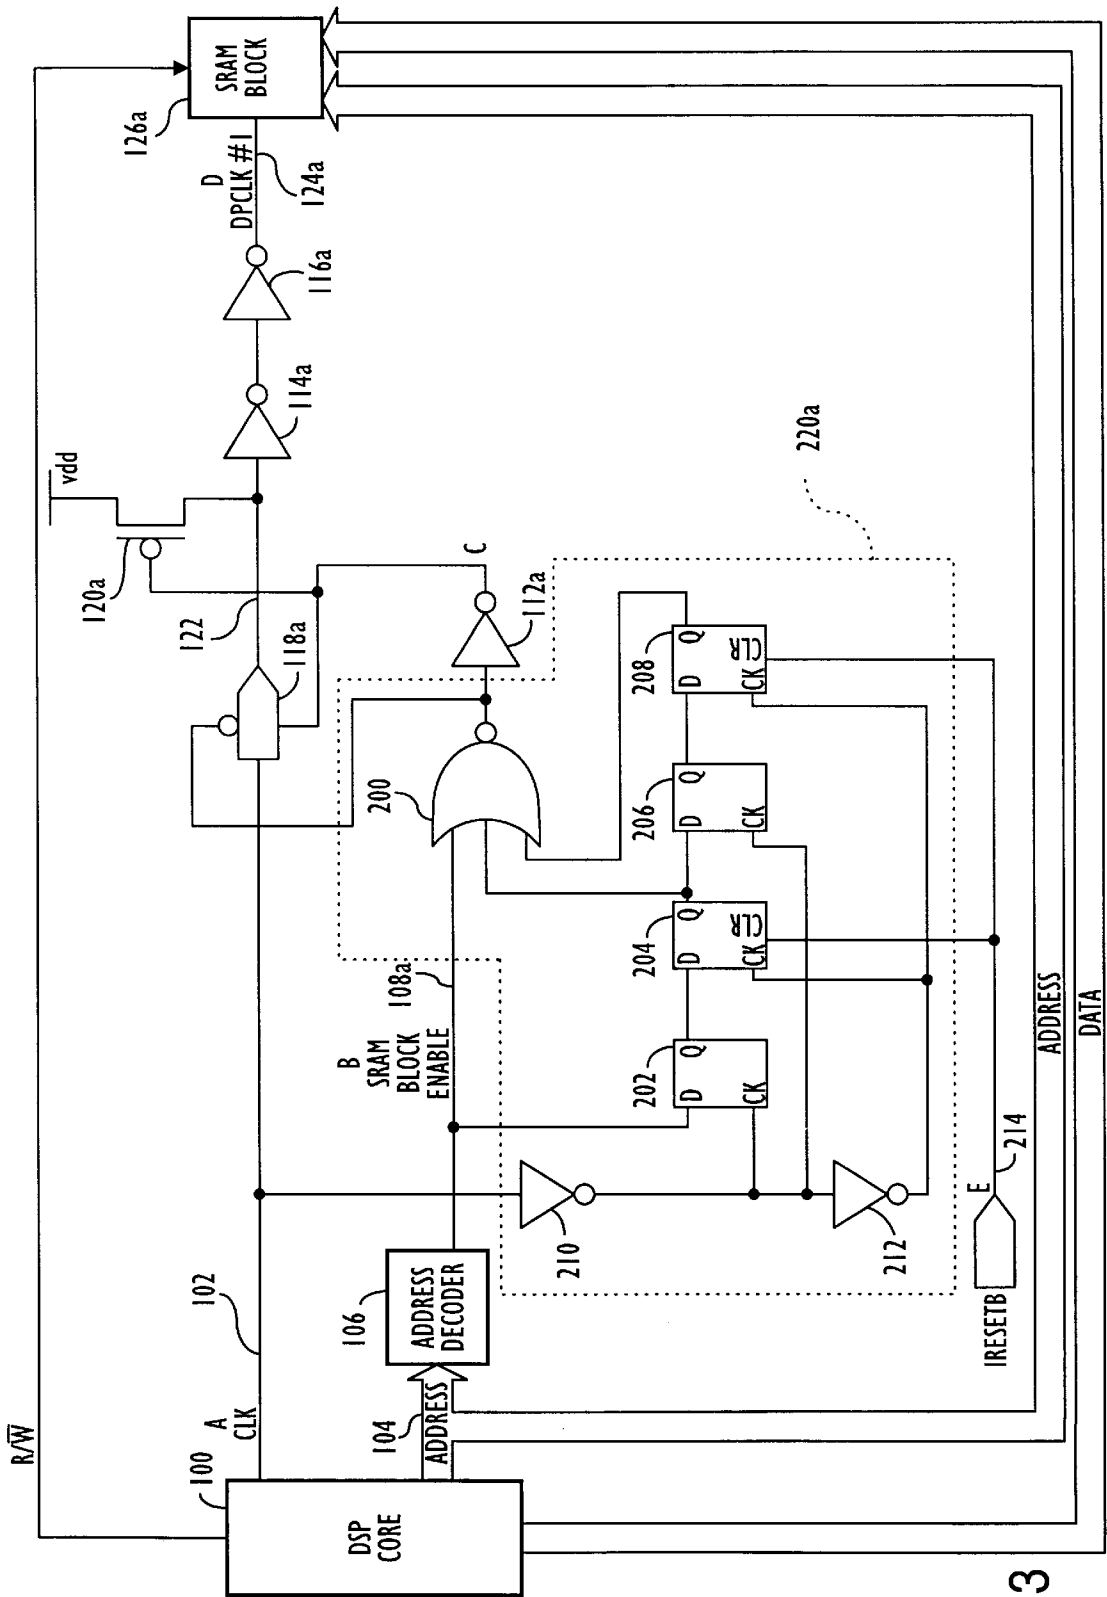 R/W̅
100
DSP
CORE
A
CLK
102
104
ADDRESS
106
ADDRESS
DECODER
B
SRAM
BLOCK
ENABLE
108a
200
112a
C
122
118a
120a
vdd
114a
116a
D
DPCLK #1
124a
126a
SRAM
BLOCK
210
212
202
D
Q
CK
204
D
Q
CK
CLR
206
D
Q
CK
208
D
Q
CK
CLR
220a
IRESETB
E
214
ADDRESS
DATA
3